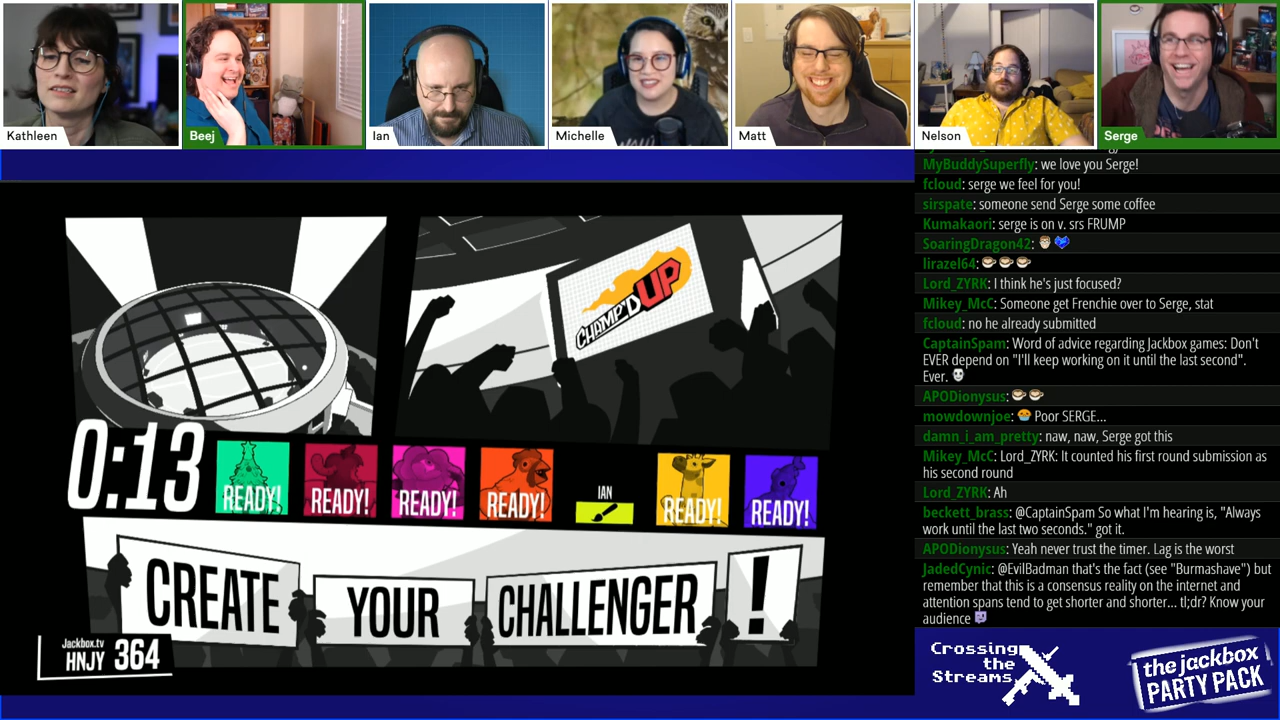 Kathleen
Beej
Ian
Michelle
Matt
Nelson
Serge
MyBuddySuperfly: we love you Serge!
fcloud: serge we feel for you!
sirspate: someone send Serge some coffee
Kumakaori: serge is on v. srs FRUMP
SoaringDragon42:
lirazel64:
Lord_ZYRK: I think he's just focused?
Mikey_McC: Someone get Frenchie over to Serge, stat
fcloud: no he already submitted
CaptainSpam: Word of advice regarding Jackbox games: Don't
EVER depend on "I'll keep working on it until the last second".
Ever.
APODionysus:
mowdownjoe: Poor SERGE...
damn_i_am_pretty: naw, naw, Serge got this
Mikey_McC: Lord_ZYRK: It counted his first round submission as
his second round
Lord_ZYRK: Ah
beckett_brass: @CaptainSpam So what I'm hearing is, "Always
work until the last two seconds." got it.
APODionysus: Yeah never trust the timer. Lag is the worst
JadedCynic: @EvilBadman that's the fact (see "Burmashave") but
remember that this is a consensus reality on the internet and
attention spans tend to get shorter and shorter... tl;dr? Know your
audience
CHAMP'D UP
0:13
READY!
READY!
READY!
READY!
IAN
READY!
READY!
CREATE
YOUR
CHALLENGER
!
Jackbox.tv
HNJY 364
Crossing
the
Streams
the jackbox
PARTY PACK